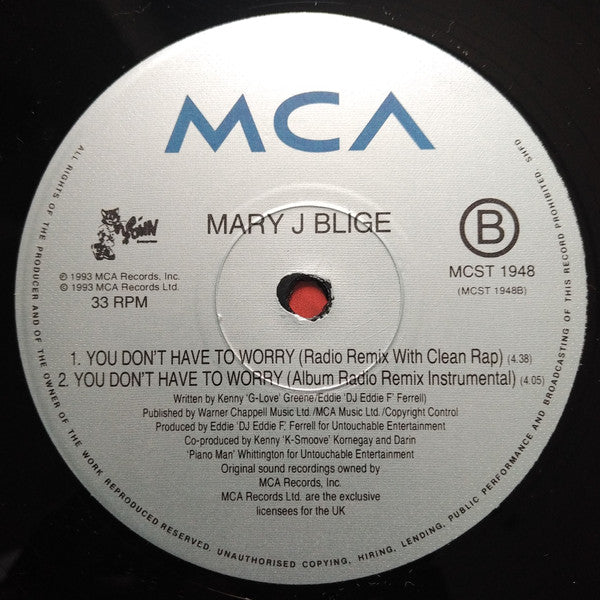 MCA
MARY J BLIGE
B
MCST 1948
(MCST 1948B)
℗ 1993 MCA Records, Inc.
© 1993 MCA Records Ltd.
33 RPM
1. YOU DON'T HAVE TO WORRY (Radio Remix With Clean Rap) (4.38)
2. YOU DON'T HAVE TO WORRY (Album Radio Remix Instrumental) (4.05)
Written by Kenny 'G-Love' Greene/Eddie 'DJ Eddie F' Ferrell)
Published by Warner Chappell Music Ltd./MCA Music Ltd./Copyright Control
Produced by Eddie 'DJ Eddie F.' Ferrell for Untouchable Entertainment
Co-produced by Kenny 'K-Smoove' Kornegay and Darin
'Piano Man' Whittington for Untouchable Entertainment
Original sound recordings owned by
MCA Records, Inc.
MCA Records Ltd. are the exclusive
licensees for the UK
ALL RIGHTS OF THE PRODUCER AND OF THE OWNER OF THE WORK REPRODUCED RESERVED. UNAUTHORISED COPYING, HIRING, LENDING, PUBLIC PERFORMANCE AND BROADCASTING OF THIS RECORD PROHIBITED SHFD